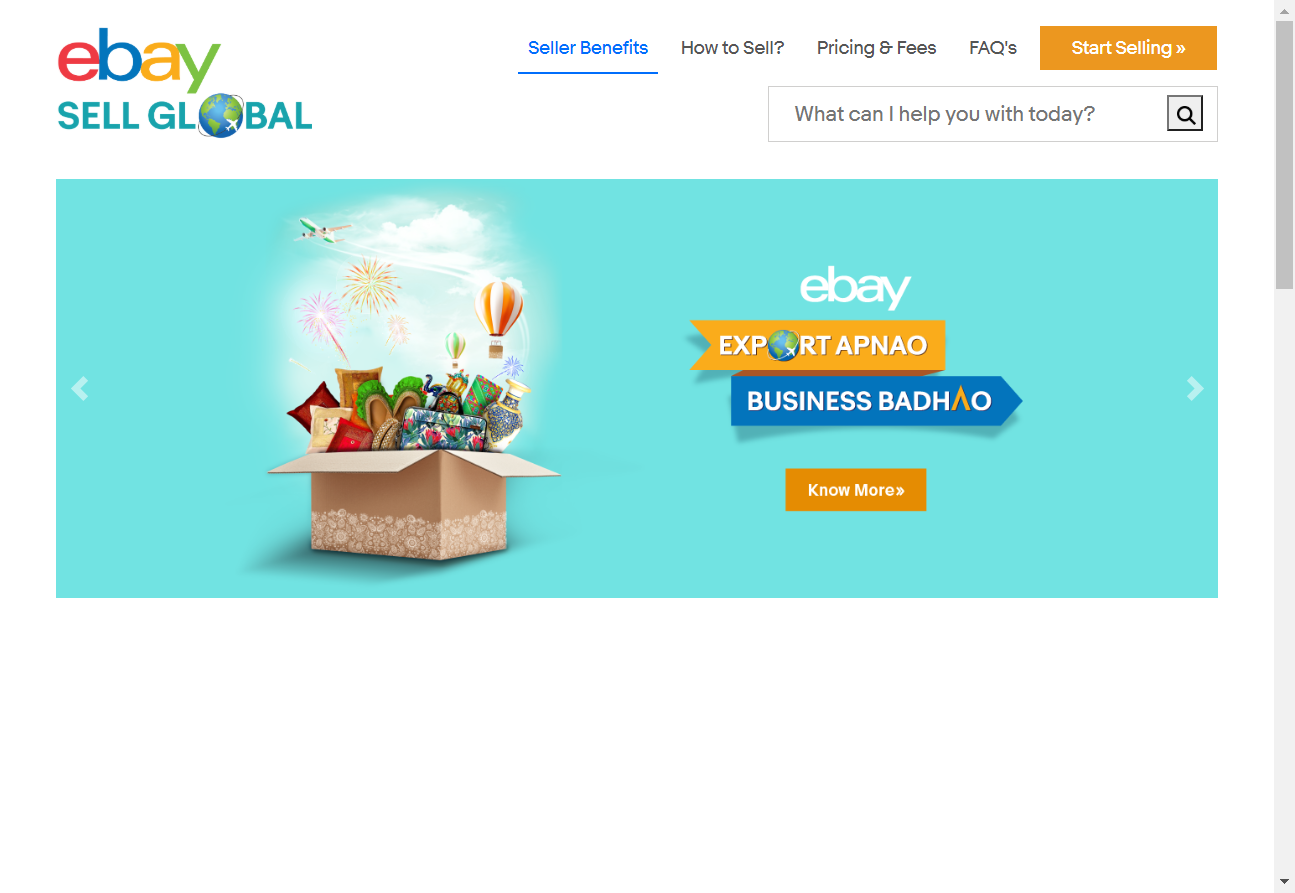 ebay
SELL GLOBAL
Seller Benefits
How to Sell?
Pricing & Fees
FAQ's
Start Selling »
What can I help you with today?
ebay
EXPORT APNAO
BUSINESS BADHAO
Know More»